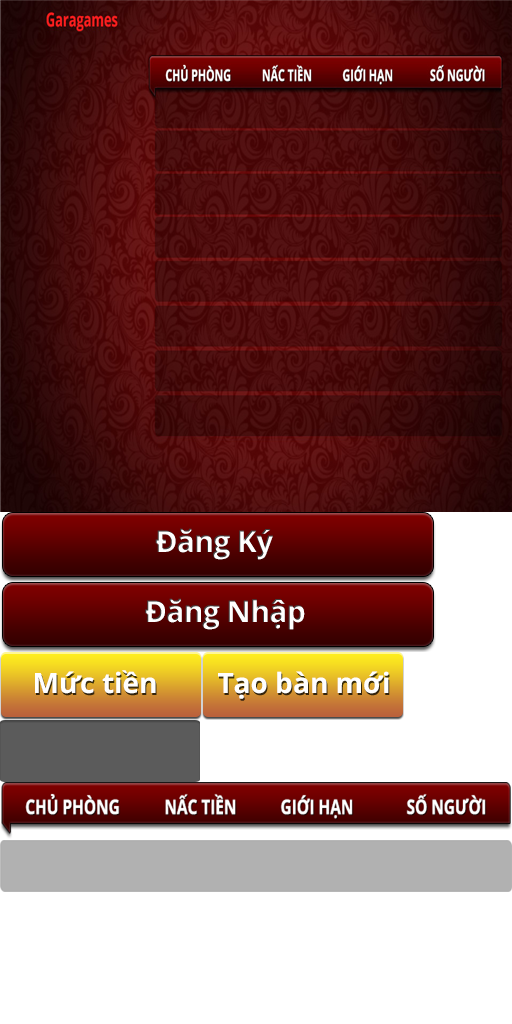 Garagames
CHỦ PHÒNG NẤC TIỀN GIỚI HẠN SỐ NGƯỜI
Đăng Ký
Đăng Nhập
Mức tiền Tạo bàn mới
CHỦ PHÒNG NẤC TIỀN GIỚI HẠN SỐ NGƯỜI